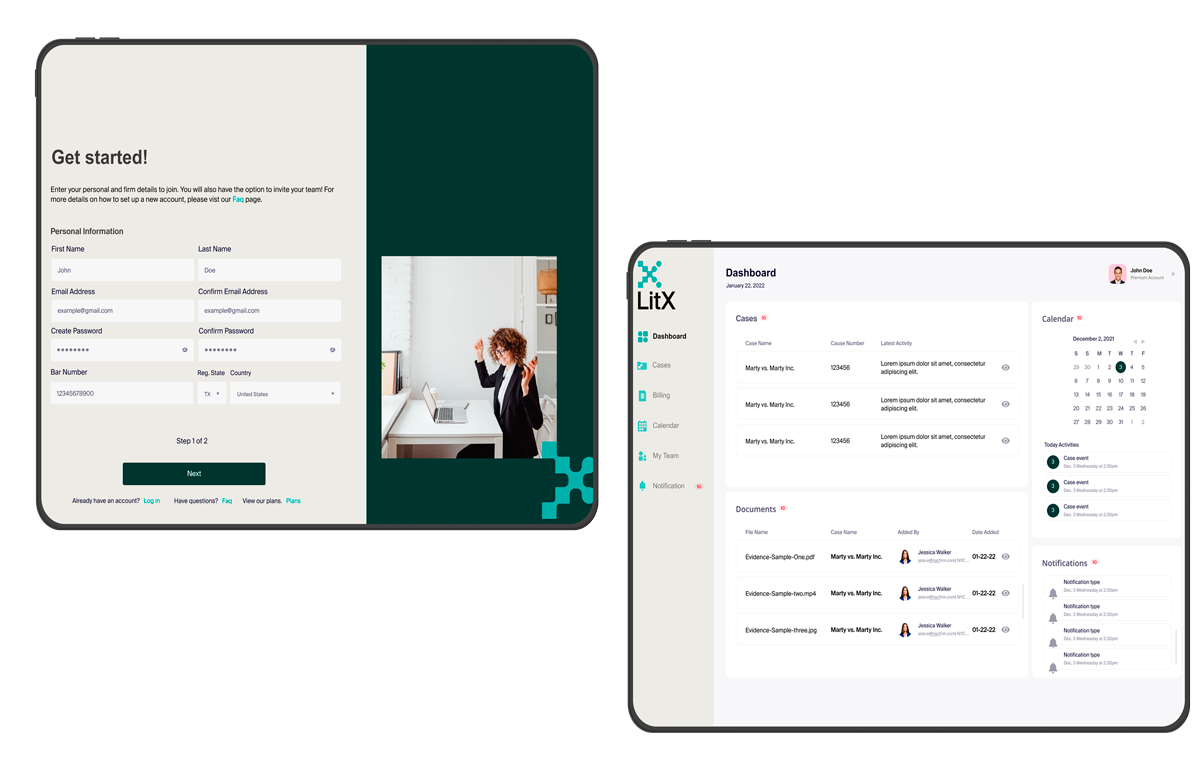 Get started!
Enter your personal and firm details to join. You will also have the option to invite your team! For
more details on how to set up a new account, please vist our Faq page.
Personal Information
First Name Last Name
John Doe
Email Address Confirm Email Address
example@gmail.com example@gmail.com
Create Password Confirm Password
Bar Number Reg. State Country
12345678900 TX United States
Step 1 of 2
Next
Already have an account? Log in Have questions? Faq View our plans. Plans
LitX
Dashboard
Cases
Billing
Calendar
My Team
Notification 10
Dashboard
January 22, 2022
John Doe
Premium Account
Cases 10
Case Name Cause Number Latest Activity
Marty vs. Marty Inc. 123456 Lorem ipsum dolor sit amet, consectetur
adipiscing elit.
Marty vs. Marty Inc. 123456 Lorem ipsum dolor sit amet, consectetur
adipiscing elit.
Marty vs. Marty Inc. 123456 Lorem ipsum dolor sit amet, consectetur
adipiscing elit.
Documents 10
File Name Case Name Added By Date Added
Evidence-Sample-One.pdf Marty vs. Marty Inc. Jessica Walker 01-22-22
Evidence-Sample-two.mp4 Marty vs. Marty Inc. Jessica Walker 01-22-22
Evidence-Sample-three.jpg Marty vs. Marty Inc. Jessica Walker 01-22-22
Calendar 10
December 2, 2021
S S M T W T F
29 30 1 2 3 4 5
6 7 8 9 10 11 12
13 14 15 16 17 18 19
20 21 22 23 24 25 26
27 28 29 30 31 1 2
Today Activities
3 Case event
Dec. 3 Wednesday at 2:30pm
3 Case event
Dec. 3 Wednesday at 2:30pm
3 Case event
Dec. 3 Wednesday at 2:30pm
Notifications 10
Notification type
Dec. 3 Wednesday at 2:30pm
Notification type
Dec. 3 Wednesday at 2:30pm
Notification type
Dec. 3 Wednesday at 2:30pm
Notification type
Dec. 3 Wednesday at 2:30pm